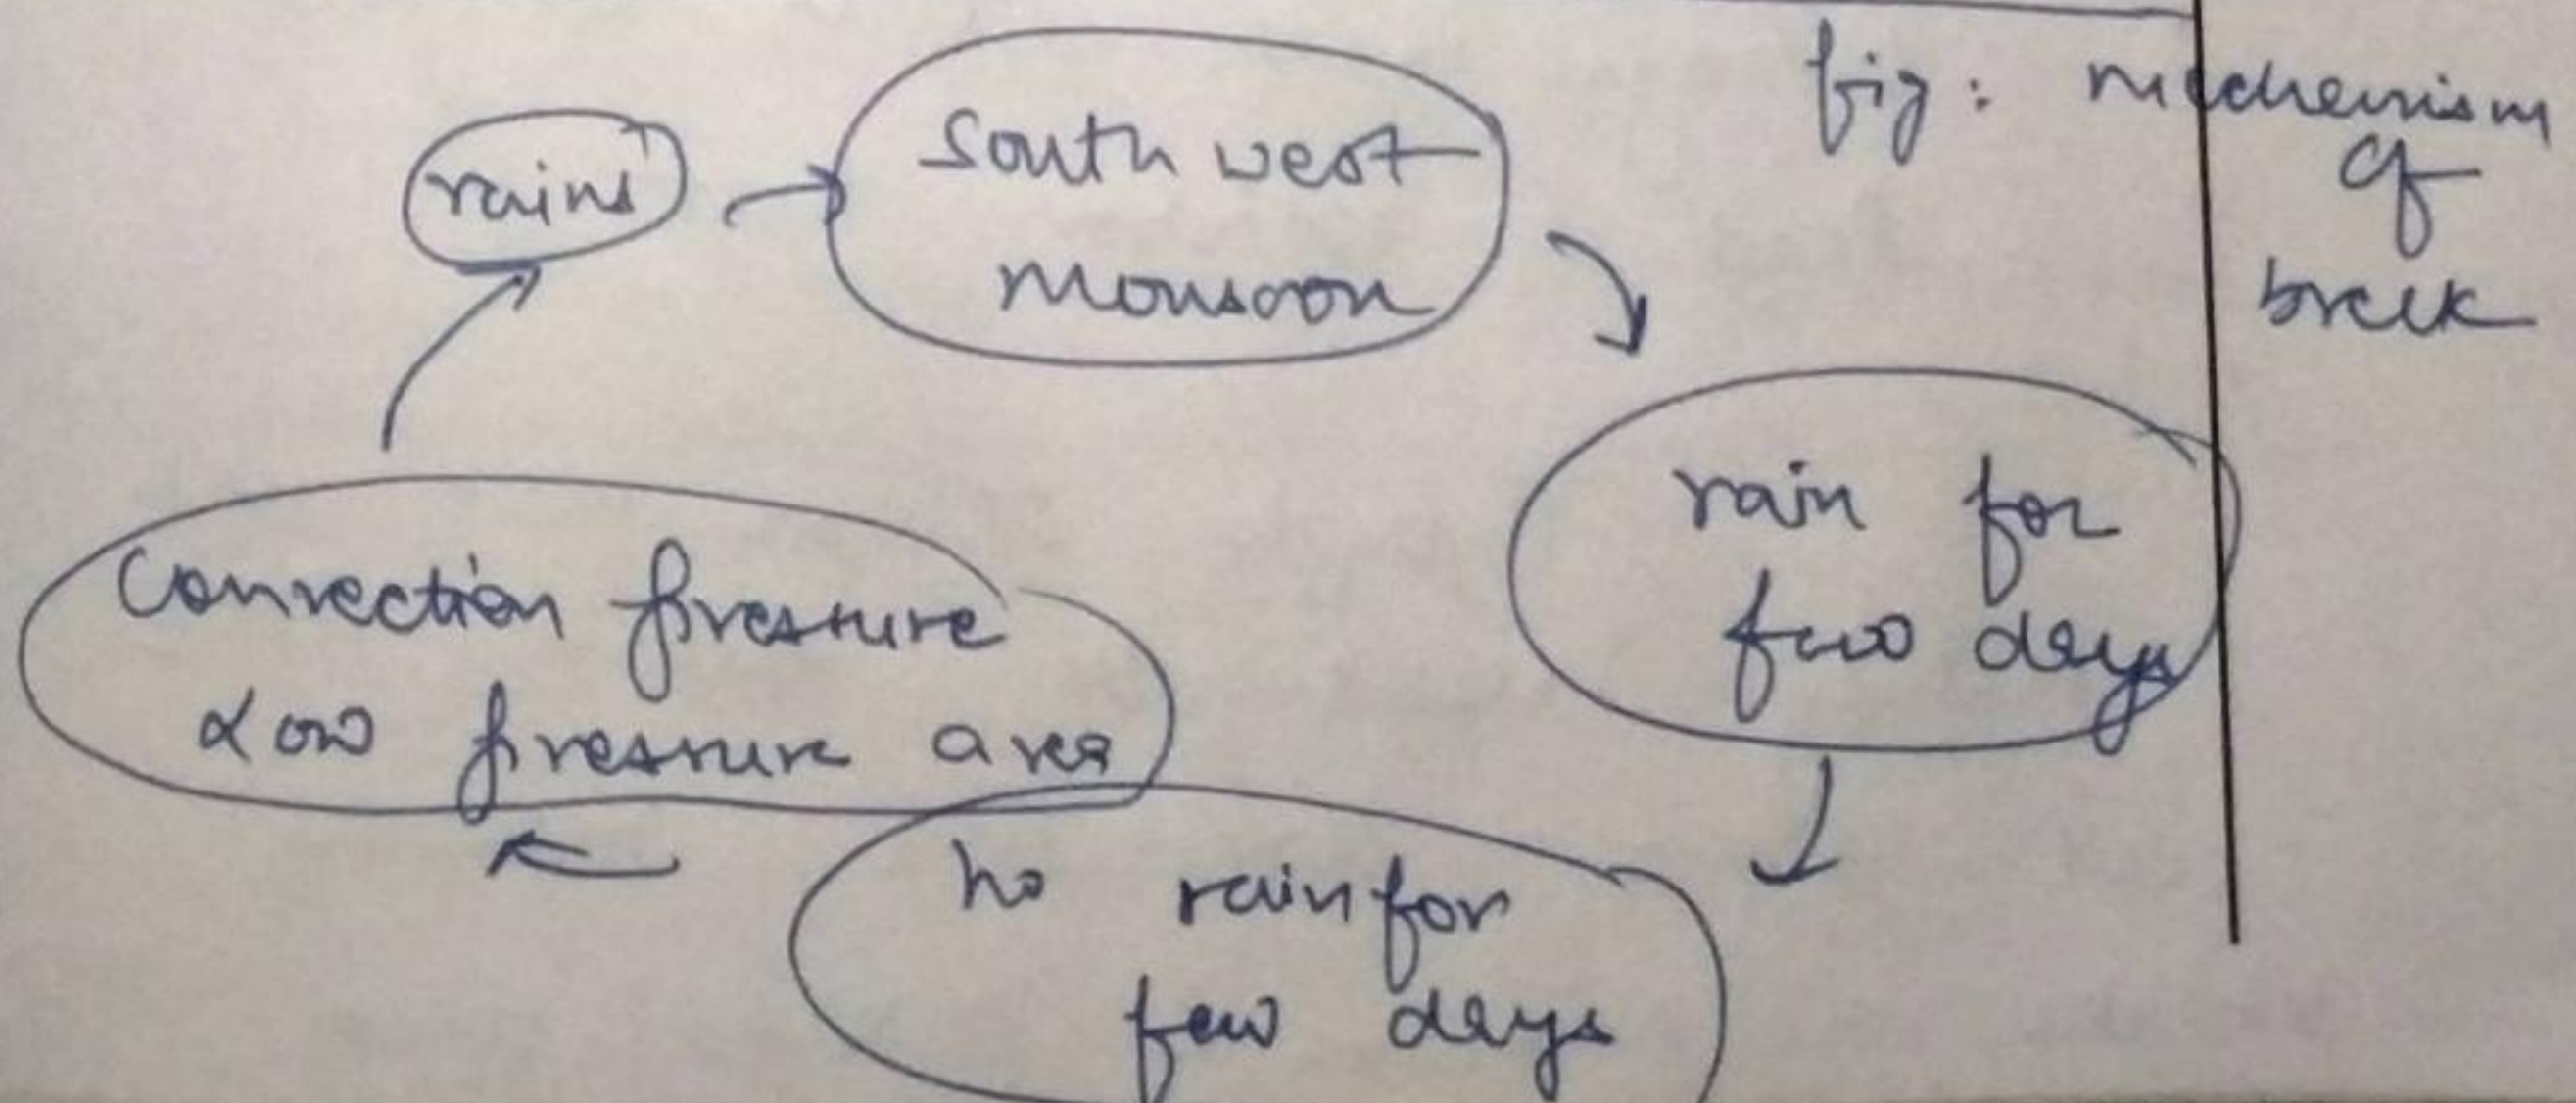 fig: mechenism
of
break
rains
South west
monsoon
rain for
few days
no rain for
few days
Convection pressure
Low pressure area